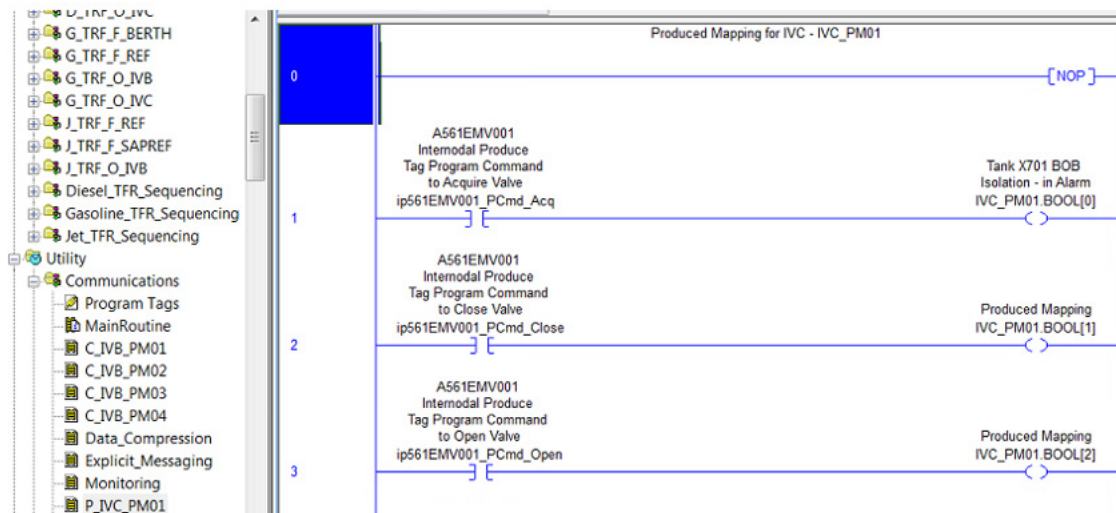 D_TRF_O_IVC
G_TRF_F_BERTH
G_TRF_F_REF
G_TRF_O_IVB
G_TRF_O_IVC
J_TRF_F_REF
J_TRF_F_SAPREF
J_TRF_O_IVB
Diesel_TFR_Sequencing
Gasoline_TFR_Sequencing
Jet_TFR_Sequencing
Utility
Communications
Program Tags
MainRoutine
C_IVB_PM01
C_IVB_PM02
C_IVB_PM03
C_IVB_PM04
Data_Compression
Explicit_Messaging
Monitoring
P_IVC_PM01
Produced Mapping for IVC - IVC_PM01
0
NOP
A561EMV001
Internodal Produce
Tag Program Command
to Acquire Valve
ip561EMV001_PCmd_Acq
Tank X701 BOB
Isolation - in Alarm
IVC_PM01.BOOL[0]
1
A561EMV001
Internodal Produce
Tag Program Command
to Close Valve
ip561EMV001_PCmd_Close
Produced Mapping
IVC_PM01.BOOL[1]
2
A561EMV001
Internodal Produce
Tag Program Command
to Open Valve
ip561EMV001_PCmd_Open
Produced Mapping
IVC_PM01.BOOL[2]
3